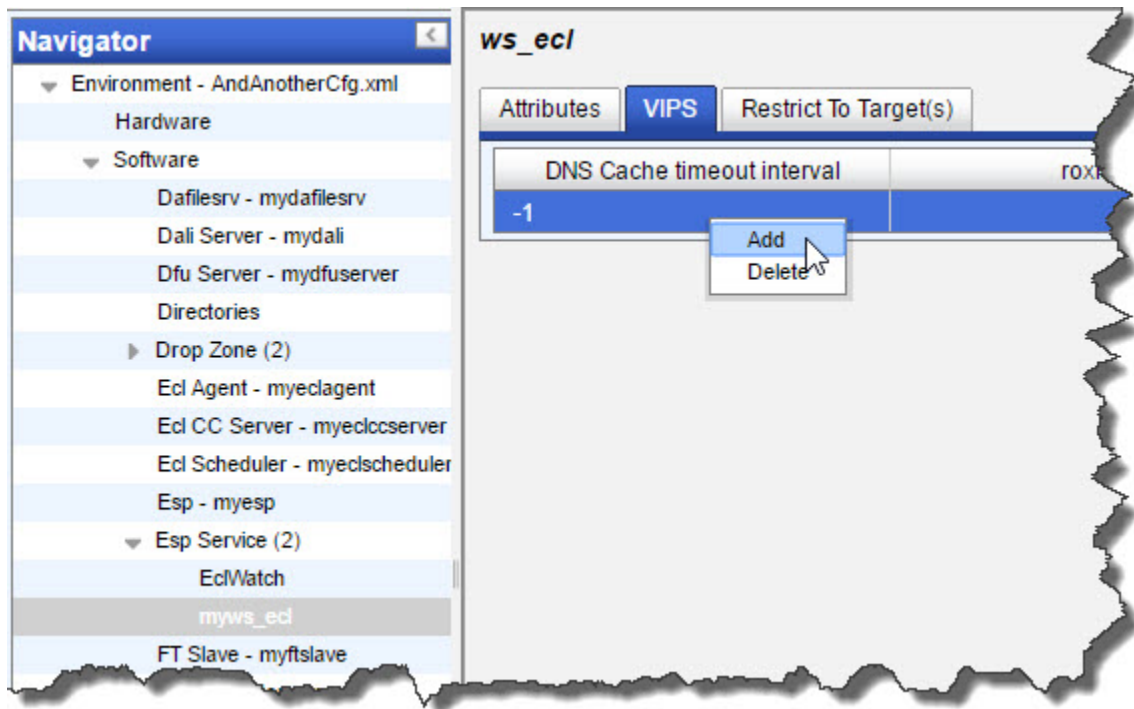 Navigator
Environment - AndAnotherCfg.xml
Hardware
Software
Dafilesrv - mydafilesrv
Dali Server - mydali
Dfu Server - mydfuserver
Directories
Drop Zone (2)
Ecl Agent - myeclagent
Ecl CC Server - myeclccserver
Ecl Scheduler - myeclscheduler
Esp - myesp
Esp Service (2)
EclWatch
myws_ecl
FT Slave - myftslave
ws_ecl
Attributes VIPS Restrict To Target(s)
DNS Cache timeout interval
-1
Add
Delete